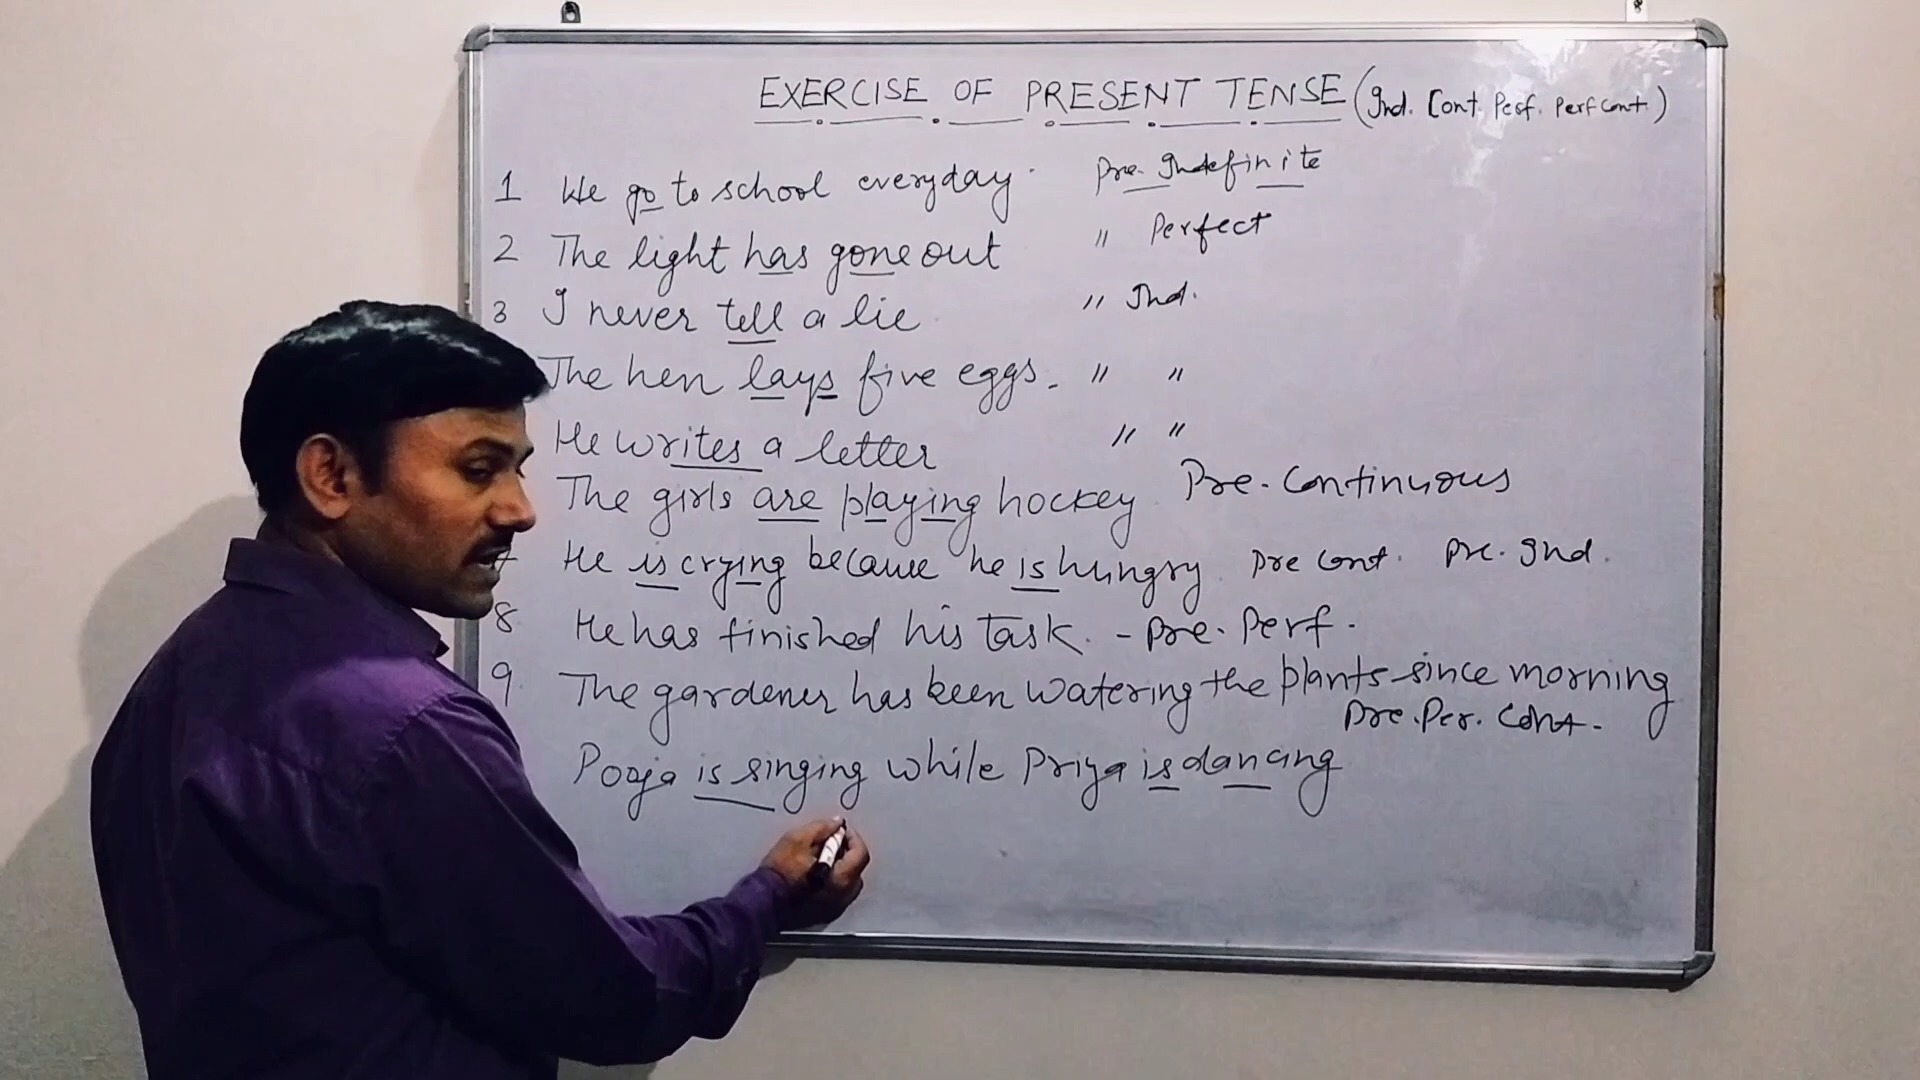 EXERCISE OF PRESENT TENSE (Ind. Cont. Perf. Perf cont.)
1 We go to school everyday. Pre. Indefinite
2 The light has gone out " Perfect
3 I never tell a lie " Ind.
The hen lays five eggs. " "
He writes a letter " "
The girls are playing hockey Pre. Continuous
He is crying because he is hungry. Pre Cont. Pre. Ind.
8 He has finished his task. - Pre. Perf.
9. The gardener has been watering the plants since morning
Pre. Per. Cont.
Pooja is singing while Priya is dancing